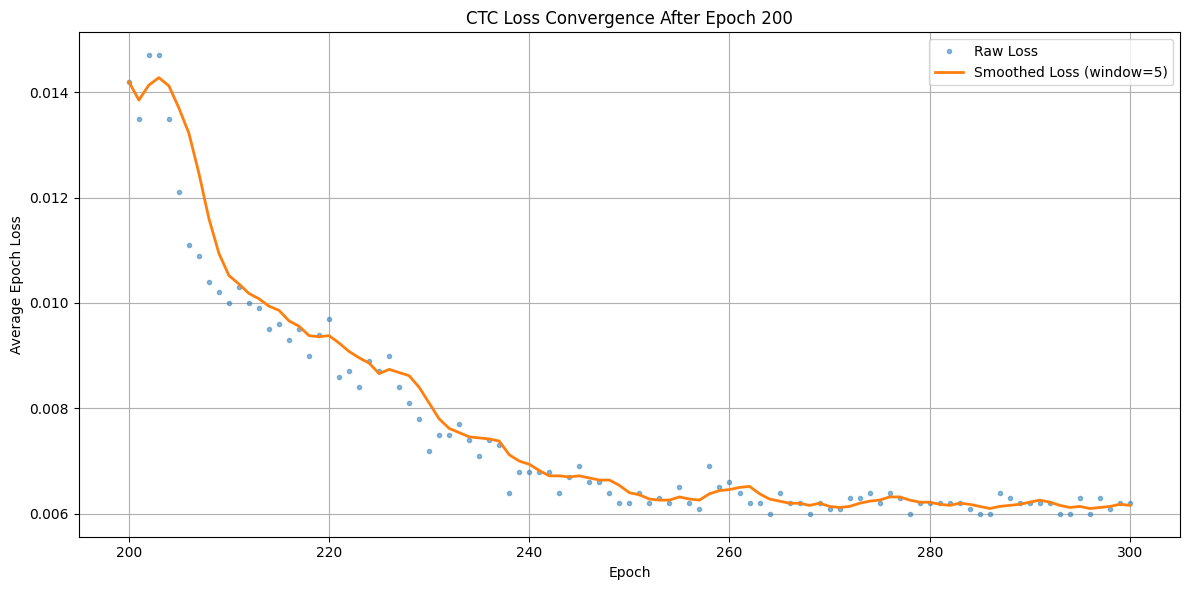 CTC Loss Convergence After Epoch 200
Raw Loss
Smoothed Loss (window=5)
Average Epoch Loss
0.014
0.012
0.010
0.008
0.006
200
220
240
260
280
300
Epoch